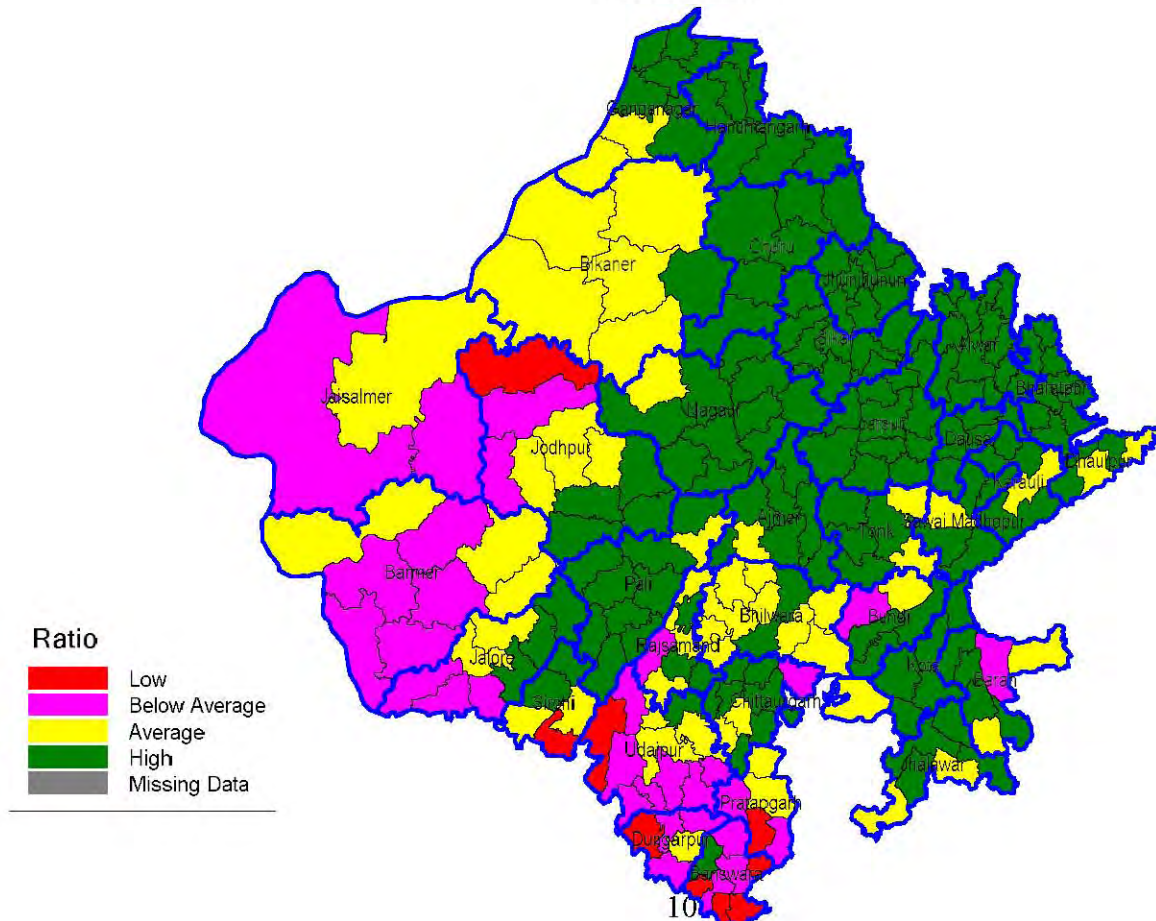 Ganganagar
Hanumangarh
Churu
Bikaner
Jhunjhunun
Sikar
Alwar
Bharatpur
Jaisalmer
Nagaur
Jaipur
Dausa
Jodhpur
Dhaulpur
Karauli
Ajmer
Tonk
Sawai Madhopur
Barmer
Pali
Bhilwara
Bundi
Rajsamand
Kota
Baran
Jalore
Sirohi
Chittaurgarh
Udaipur
Jhalawar
Pratapgarh
Dungarpur
Banswara
Ratio
Low
Below Average
Average
High
Missing Data
10